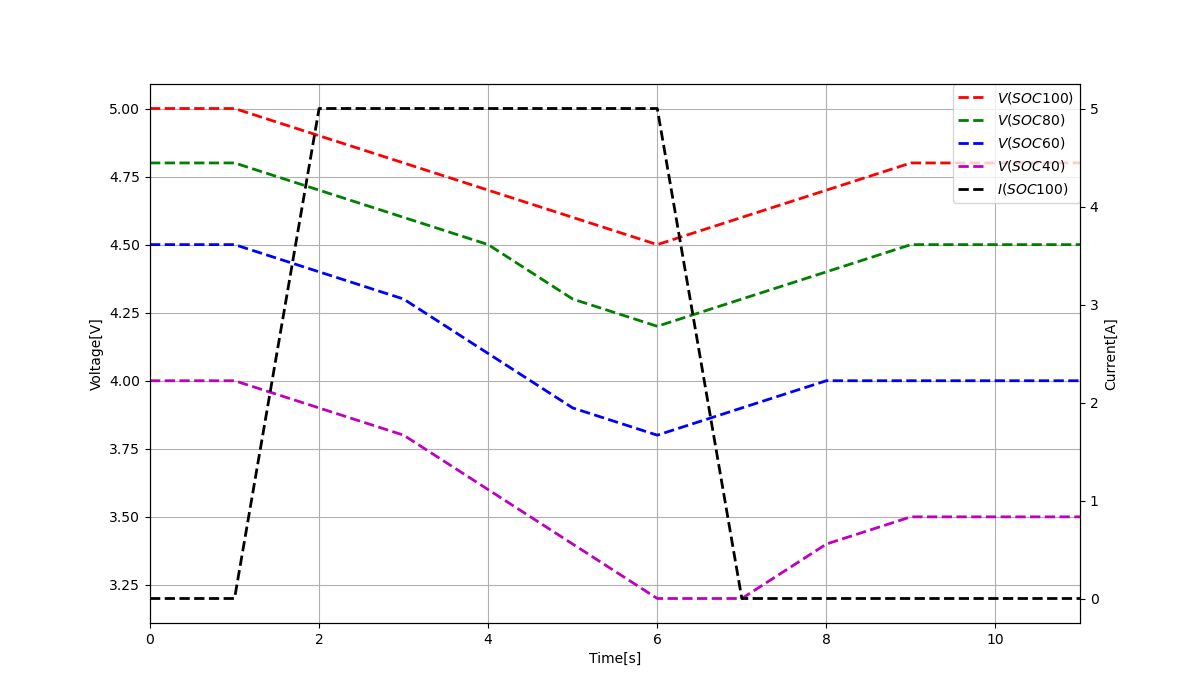 5.00
4.75
4.50
4.25
4.00
3.75
3.50
3.25
Voltage[V]
0
2
4
6
8
10
Time[s]
5
4
3
2
1
0
Current[A]
V(SOC100)
V(SOC80)
V(SOC60)
V(SOC40)
I(SOC100)